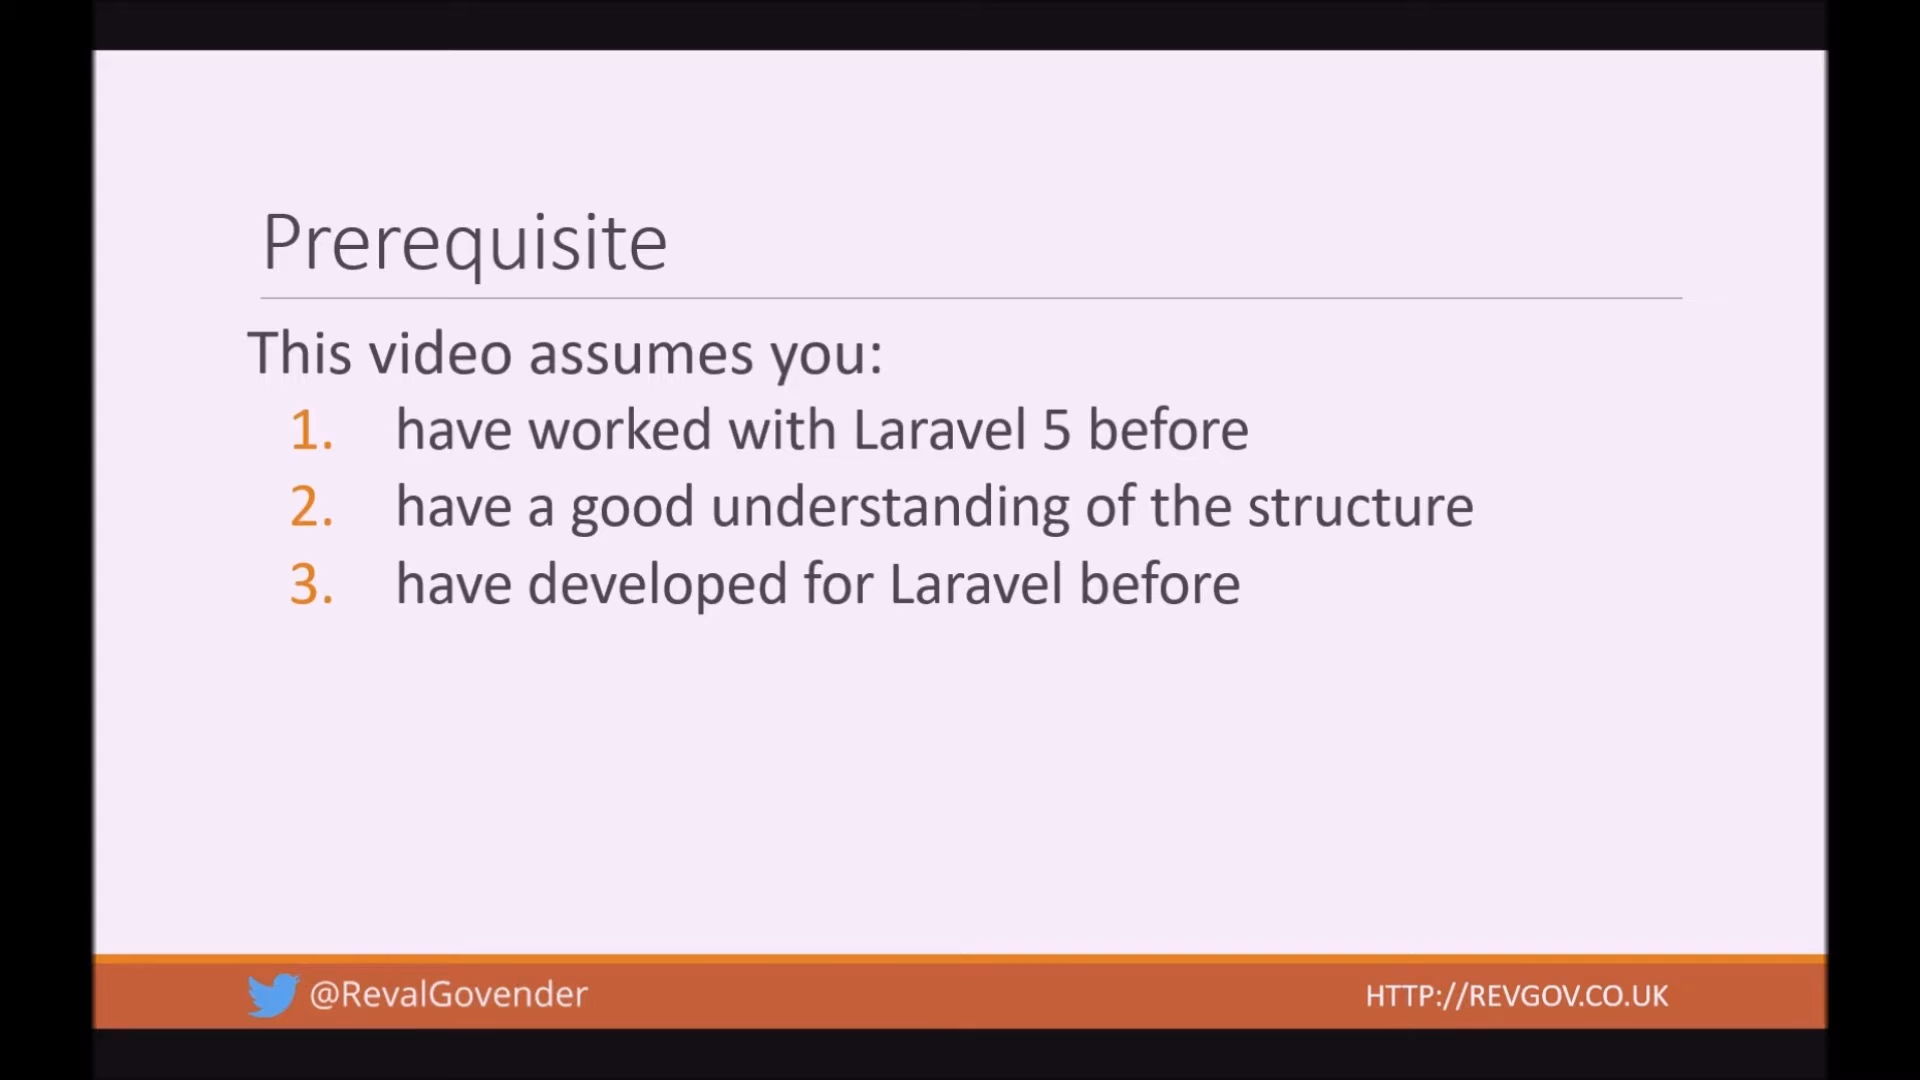 Prerequisite
This video assumes you:
1. have worked with Laravel 5 before
2. have a good understanding of the structure
3. have developed for Laravel before
@RevalGovender
HTTP://REVGOV.CO.UK